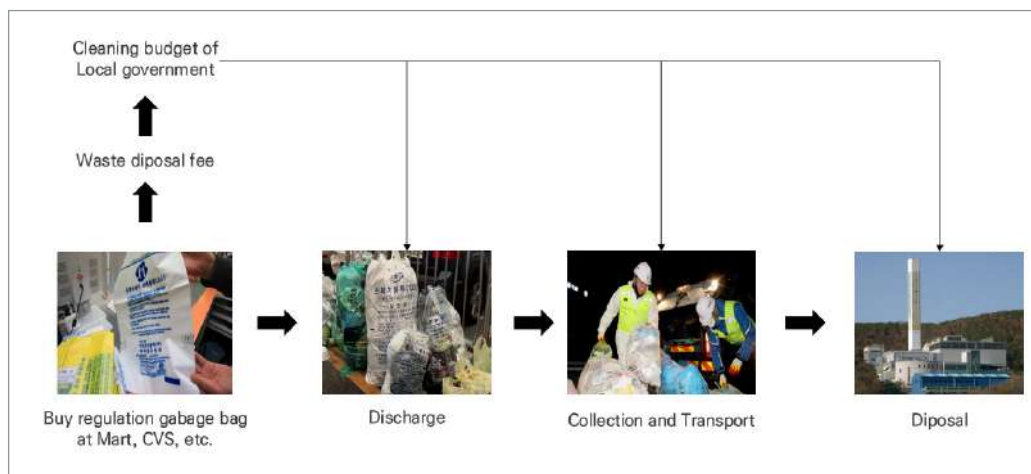 Cleaning budget of
Local government
Waste diposal fee
Buy regulation gabage bag
at Mart, CVS, etc.
Discharge
Collection and Transport
Diposal